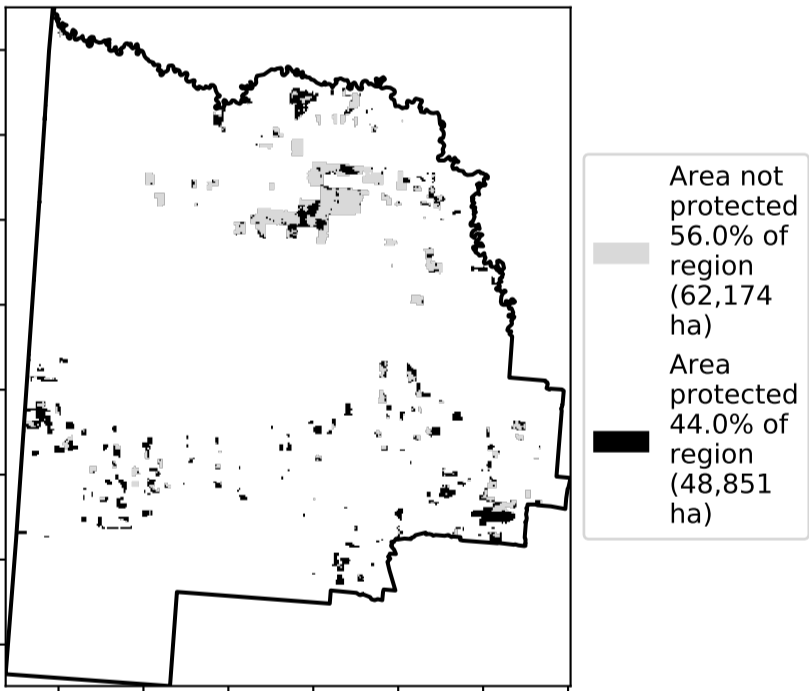 Area not
protected
56.0% of
region
(62,174
ha)
Area
protected
44.0% of
region
(48,851
ha)